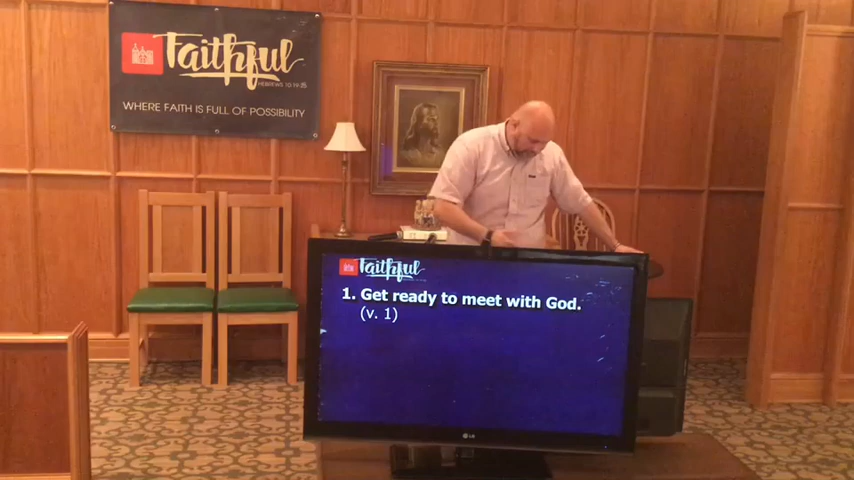 Faithful
HEBREWS 10:19-25
WHERE FAITH IS FULL OF POSSIBILITY
Faithful
1. Get ready to meet with God.
(v. 1)
LG